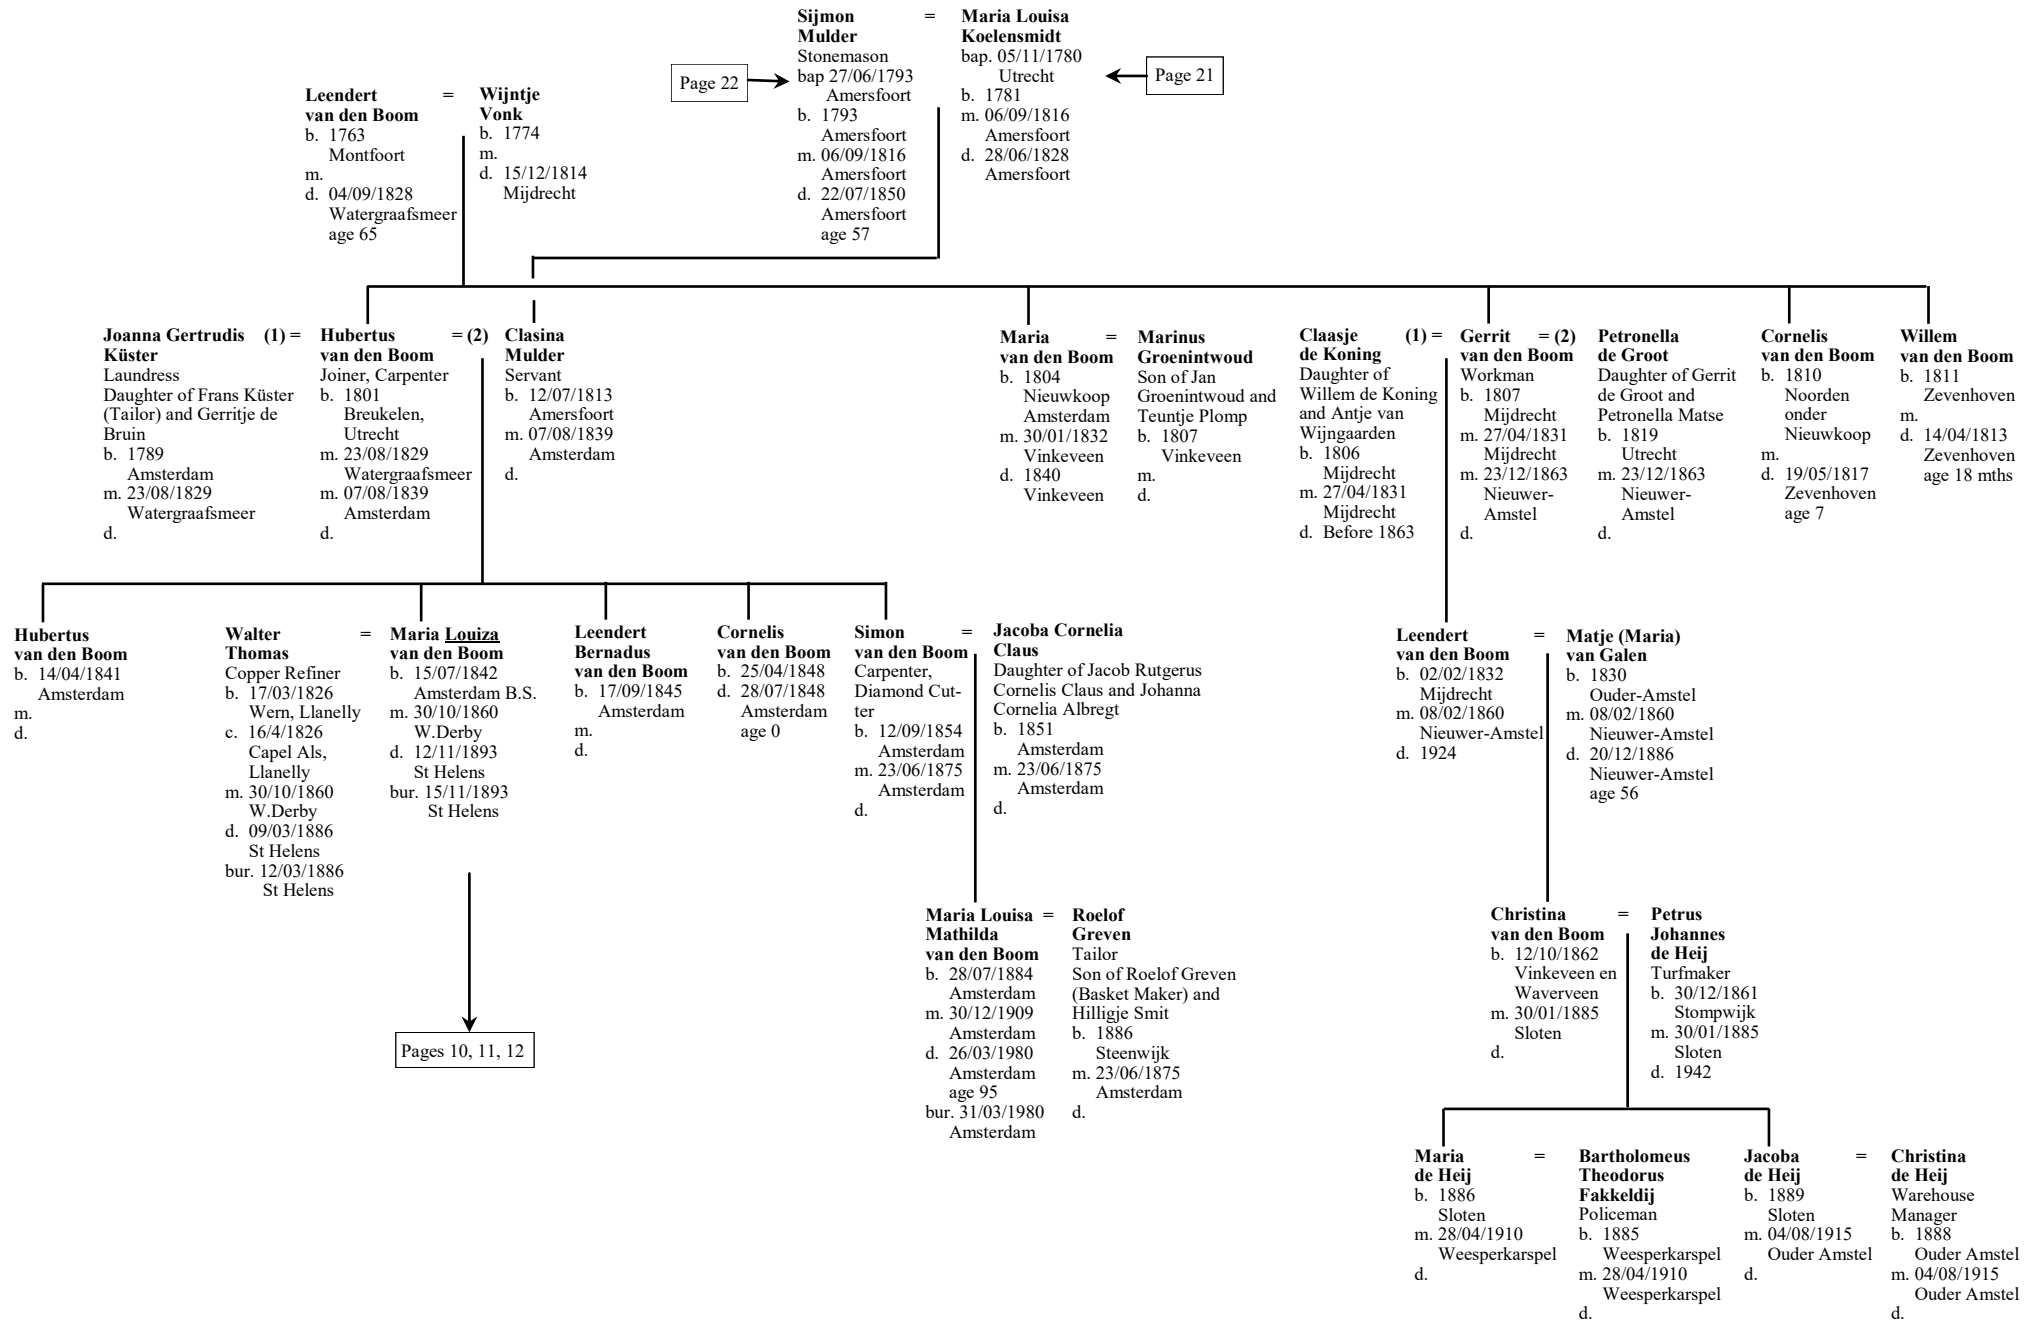 Sijmon
Mulder
Stonemason
bap 27/06/1793
Amersfoort
b. 1793
Amersfoort
m. 06/09/1816
Amersfoort
d. 22/07/1850
Amersfoort
age 57
=
Maria Louisa
Koelensmidt
bap. 05/11/1780
Utrecht
b. 1781
m. 06/09/1816
Amersfoort
d. 28/06/1828
Amersfoort
Page 22
Page 21
Leendert
van den Boom
b. 1763
Montfoort
m.
d. 04/09/1828
Watergraafsmeer
age 65
=
Wijntje
Vonk
b. 1774
m.
d. 15/12/1814
Mijdrecht
Joanna Gertrudis (1) =
Küster
Laundress
Daughter of Frans Küster
(Tailor) and Gerritje de
Bruin
b. 1789
Amsterdam
m. 23/08/1829
Watergraafsmeer
d.
Hubertus = (2)
van den Boom
Joiner, Carpenter
b. 1801
Breukelen,
Utrecht
m. 23/08/1829
Watergraafsmeer
m. 07/08/1839
Amsterdam
d.
Clasina
Mulder
Servant
b. 12/07/1813
Amersfoort
m. 07/08/1839
Amsterdam
d.
Maria =
van den Boom
b. 1804
Nieuwkoop
Amsterdam
m. 30/01/1832
Vinkeveen
d. 1840
Vinkeveen
Marinus
Groenintwoud
Son of Jan
Groenintwoud and
Teuntje Plomp
b. 1807
Vinkeveen
m.
d.
Claasje (1) =
de Koning
Daughter of
Willem de Koning
and Antje van
Wijngaarden
b. 1806
Mijdrecht
m. 27/04/1831
Mijdrecht
d. Before 1863
Gerrit = (2)
van den Boom
Workman
b. 1807
Mijdrecht
m. 27/04/1831
Mijdrecht
m. 23/12/1863
Nieuwer-
Amstel
d.
Petronella
de Groot
Daughter of Gerrit
de Groot and
Petronella Matse
b. 1819
Utrecht
m. 23/12/1863
Nieuwer-
Amstel
d.
Cornelis
van den Boom
b. 1810
Noorden
onder
Nieuwkoop
m.
d. 19/05/1817
Zevenhoven
age 7
Willem
van den Boom
b. 1811
Zevenhoven
m.
d. 14/04/1813
Zevenhoven
age 18 mths
Hubertus
van den Boom
b. 14/04/1841
Amsterdam
m.
d.
Walter =
Thomas
Copper Refiner
b. 17/03/1826
Wern, Llanelly
c. 16/4/1826
Capel Als,
Llanelly
m. 30/10/1860
W.Derby
d. 09/03/1886
St Helens
bur. 12/03/1886
St Helens
Maria Louiza
van den Boom
b. 15/07/1842
Amsterdam B.S.
m. 30/10/1860
W.Derby
d. 12/11/1893
St Helens
bur. 15/11/1893
St Helens
Leendert
Bernadus
van den Boom
b. 17/09/1845
Amsterdam
m.
d.
Cornelis
van den Boom
b. 25/04/1848
d. 28/07/1848
Amsterdam
age 0
Simon =
van den Boom
Carpenter,
Diamond Cut-
ter
b. 12/09/1854
Amsterdam
m. 23/06/1875
Amsterdam
d.
Jacoba Cornelia
Claus
Daughter of Jacob Rutgerus
Cornelis Claus and Johanna
Cornelia Albregt
b. 1851
Amsterdam
m. 23/06/1875
Amsterdam
d.
Leendert =
van den Boom
b. 02/02/1832
Mijdrecht
m. 08/02/1860
Nieuwer-Amstel
d. 1924
Matje (Maria)
van Galen
b. 1830
Ouder-Amstel
m. 08/02/1860
Nieuwer-Amstel
d. 20/12/1886
Nieuwer-Amstel
age 56
Pages 10, 11, 12
Maria Louisa =
Mathilda
van den Boom
b. 28/07/1884
Amsterdam
m. 30/12/1909
Amsterdam
d. 26/03/1980
Amsterdam
age 95
bur. 31/03/1980
Amsterdam
Roelof
Greven
Tailor
Son of Roelof Greven
(Basket Maker) and
Hilligje Smit
b. 1886
Steenwijk
m. 23/06/1875
Amsterdam
d.
Christina =
van den Boom
b. 12/10/1862
Vinkeveen en
Waverveen
m. 30/01/1885
Sloten
d.
Petrus
Johannes
de Heij
Turfmaker
b. 30/12/1861
Stompwijk
m. 30/01/1885
Sloten
d. 1942
Maria =
de Heij
b. 1886
Sloten
m. 28/04/1910
Weesperkarspel
d.
Bartholomeus
Theodorus
Fakkeldij
Policeman
b. 1885
Weesperkarspel
m. 28/04/1910
Weesperkarspel
d.
Jacoba =
de Heij
b. 1889
Sloten
m. 04/08/1915
Ouder Amstel
d.
Christina
de Heij
Warehouse
Manager
b. 1888
Ouder Amstel
m. 04/08/1915
Ouder Amstel
d.